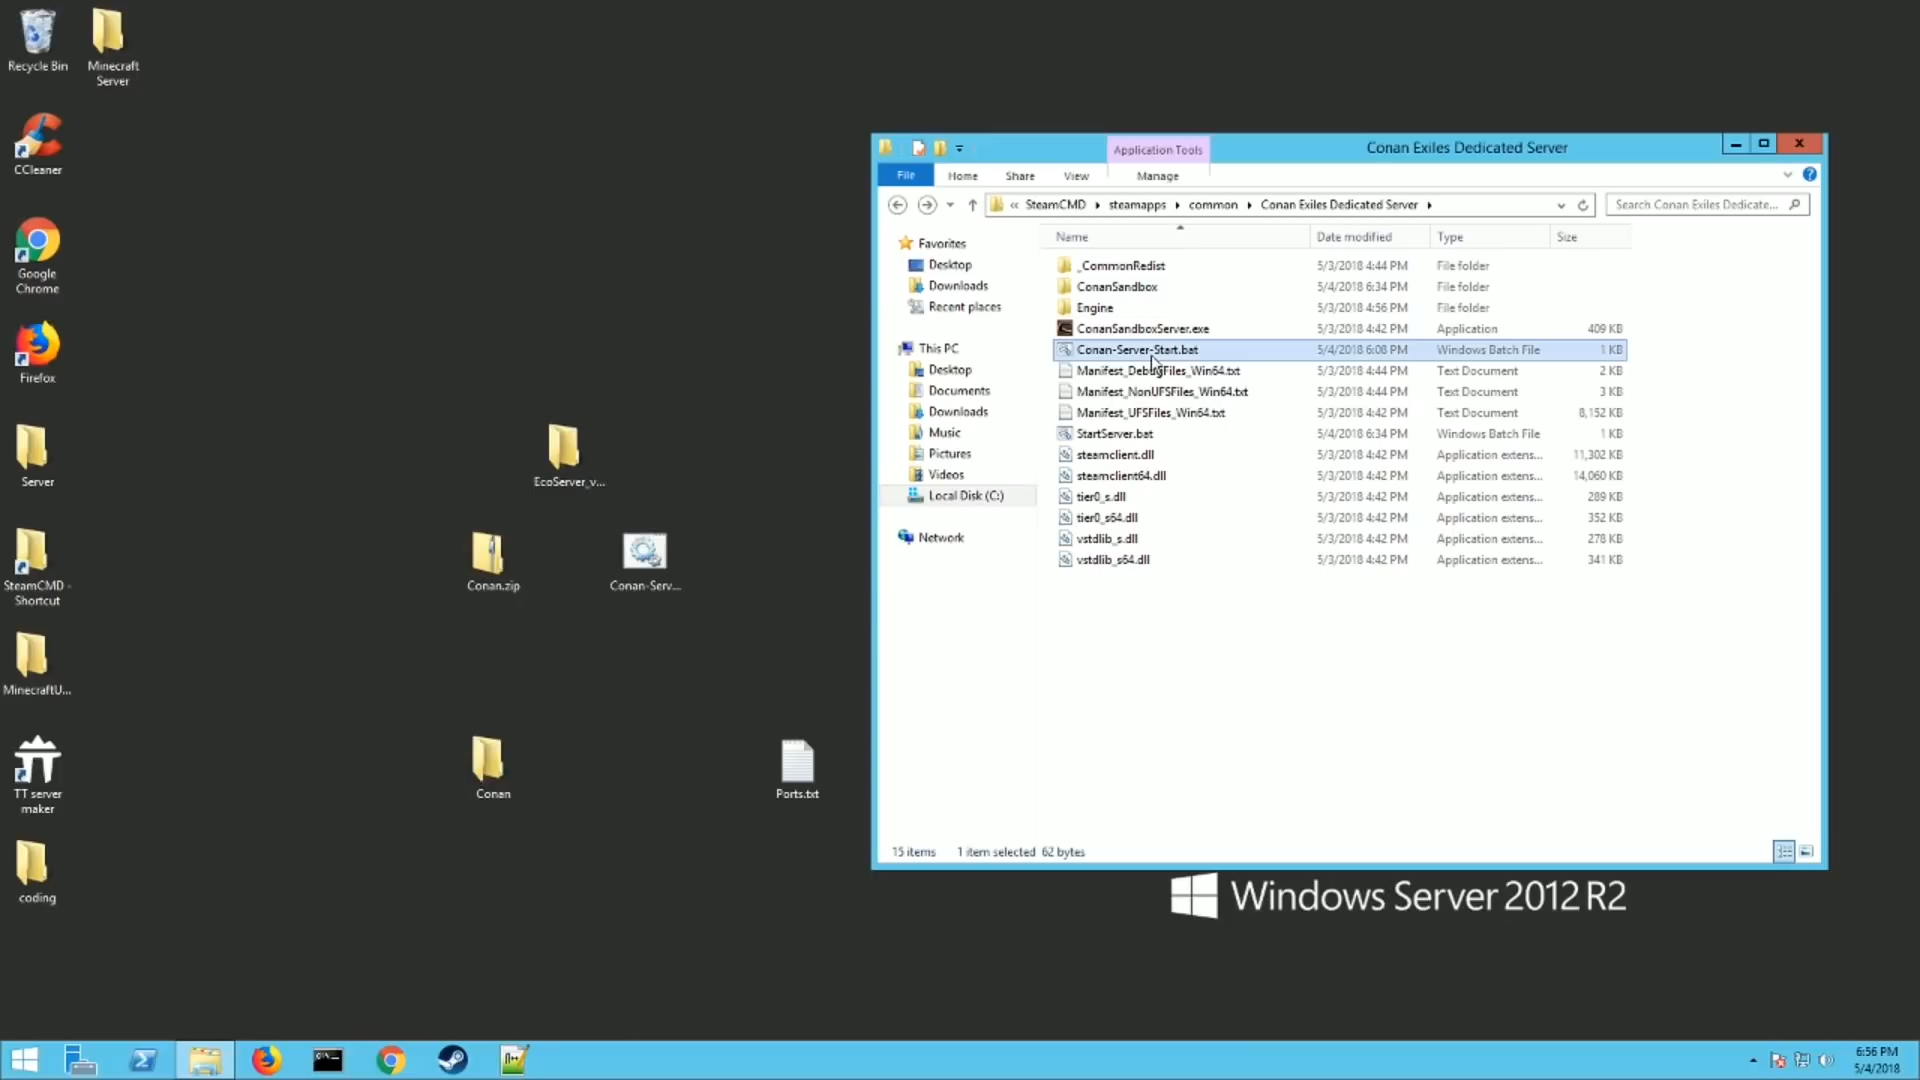 Recycle Bin
Minecraft
Server
CCleaner
Google
Chrome
Firefox
Server
SteamCMD -
Shortcut
MinecraftU...
TT server
maker
coding
EcoServer_v...
Conan.zip
Conan-Serv...
Conan
Ports.txt
Application Tools
Conan Exiles Dedicated Server
File
Home
Share
View
Manage
« SteamCMD
steamapps
common
Conan Exiles Dedicated Server
Search Conan Exiles Dedicate...
Favorites
Desktop
Downloads
Recent places
This PC
Desktop
Documents
Downloads
Music
Pictures
Videos
Local Disk (C:)
Network
Name Date modified Type Size
_CommonRedist 5/3/2018 4:44 PM File folder
ConanSandbox 5/4/2018 6:34 PM File folder
Engine 5/3/2018 4:56 PM File folder
ConanSandboxServer.exe 5/3/2018 4:42 PM Application 409 KB
Conan-Server-Start.bat 5/4/2018 6:08 PM Windows Batch File 1 KB
Manifest_DebugFiles_Win64.txt 5/3/2018 4:44 PM Text Document 2 KB
Manifest_NonUFSFiles_Win64.txt 5/3/2018 4:44 PM Text Document 3 KB
Manifest_UFSFiles_Win64.txt 5/3/2018 4:42 PM Text Document 8,152 KB
StartServer.bat 5/4/2018 6:34 PM Windows Batch File 1 KB
steamclient.dll 5/3/2018 4:42 PM Application extens... 11,302 KB
steamclient64.dll 5/3/2018 4:42 PM Application extens... 14,060 KB
tier0_s.dll 5/3/2018 4:42 PM Application extens... 289 KB
tier0_s64.dll 5/3/2018 4:42 PM Application extens... 352 KB
vstdlib_s.dll 5/3/2018 4:42 PM Application extens... 278 KB
vstdlib_s64.dll 5/3/2018 4:42 PM Application extens... 341 KB
15 items 1 item selected 62 bytes
Windows Server 2012 R2
6:56 PM
5/4/2018